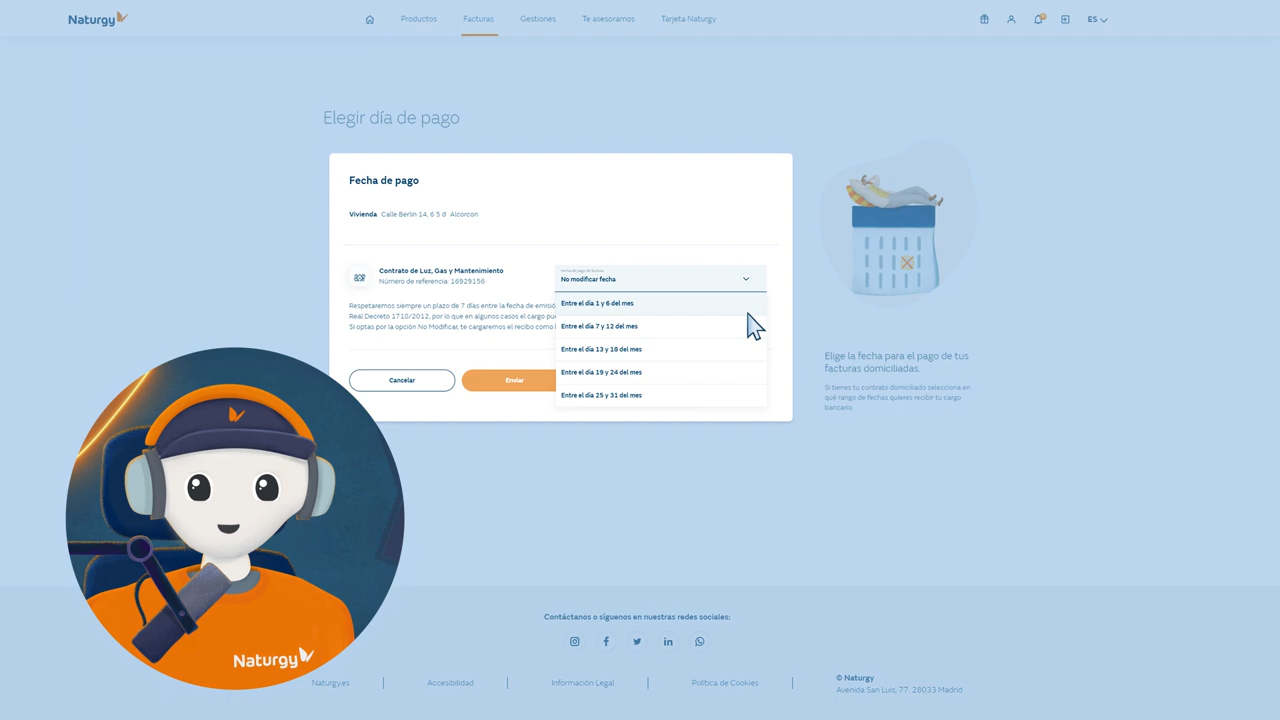 Naturgy
Productos
Facturas
Gestiones
Te asesoramos
Tarjeta Naturgy
ES
Elegir día de pago
Fecha de pago
Vivienda Calle Berlin 14, 6 5 d Alcorcon
Contrato de Luz, Gas y Mantenimiento
Número de referencia: 16929156
Fecha de pago de factura
No modificar fecha
Entre el día 1 y 6 del mes
Entre el día 7 y 12 del mes
Entre el día 13 y 18 del mes
Entre el día 19 y 24 del mes
Entre el día 25 y 31 del mes
Respetaremos siempre un plazo de 7 días entre la fecha de emisió
Real Decreto 1718/2012, por lo que en algunos casos el cargo pu
Si optas por la opción No Modificar, te cargaremos el recibo como
Cancelar
Enviar
Elige la fecha para el pago de tus
facturas domiciliadas.
Si tienes tu contrato domiciliado selecciona en
qué rango de fechas quieres recibir tu cargo
bancario.
Naturgy
Contáctanos o síguenos en nuestras redes sociales:
Naturgy.es
Accesibilidad
Información Legal
Política de Cookies
© Naturgy
Avenida San Luis, 77. 28033 Madrid